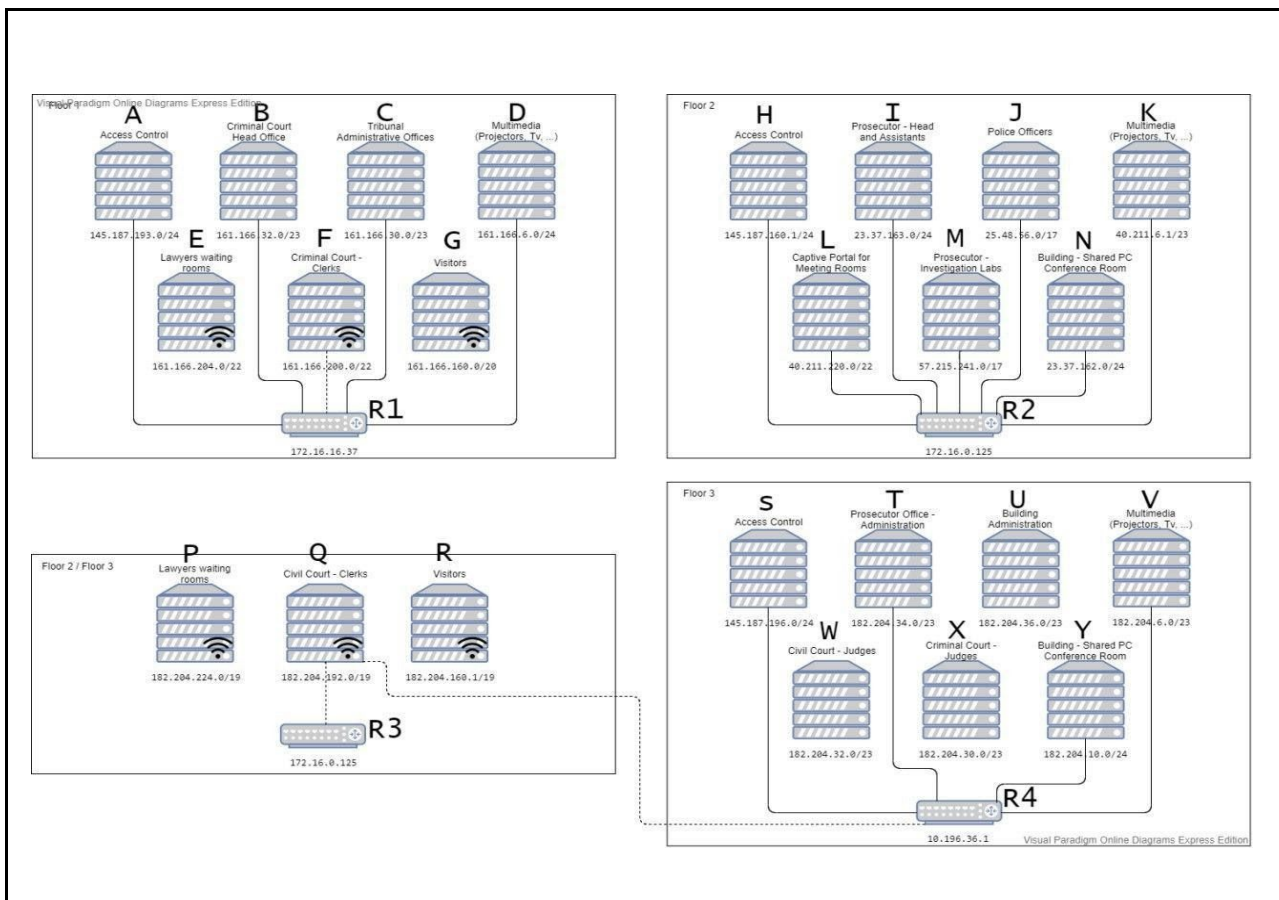 Visual Paradigm Online Diagrams Express Edition
Floor 1
A
B
C
D
Access Control
Criminal Court
Head Office
Tribunal
Administrative Offices
Multimedia
(Projectors, Tv, ...)
145.187.193.0/24
161.166.32.0/23
161.166.30.0/23
161.166.6.0/24
E
F
G
Lawyers waiting
rooms
Criminal Court -
Clerks
Visitors
161.166.204.0/22
161.166.200.0/22
161.166.160.0/20
R1
172.16.16.37
Floor 2
H
I
J
K
Access Control
Prosecutor - Head
and Assistants
Police Officers
Multimedia
(Projectors, Tv, ...)
145.187.160.1/24
23.37.163.0/24
25.48.56.0/17
40.211.6.1/23
L
M
N
Captive Portal for
Meeting Rooms
Prosecutor -
Investigation Labs
Building - Shared PC
Conference Room
40.211.220.0/22
57.215.241.0/17
23.37.162.0/24
R2
172.16.0.125
Floor 2 / Floor 3
P
Q
R
Lawyers waiting
rooms
Civil Court - Clerks
Visitors
182.204.224.0/19
182.204.192.0/19
182.204.160.1/19
R3
172.16.0.125
Floor 3
s
T
U
V
Access Control
Prosecutor Office -
Administration
Building
Administration
Multimedia
(Projectors, Tv, ...)
145.187.196.0/24
182.204.34.0/23
182.204.36.0/23
182.204.6.0/23
W
X
Y
Civil Court - Judges
Criminal Court -
Judges
Building - Shared PC
Conference Room
182.204.32.0/23
182.204.30.0/23
182.204.10.0/24
R4
10.196.36.1
Visual Paradigm Online Diagrams Express Edition